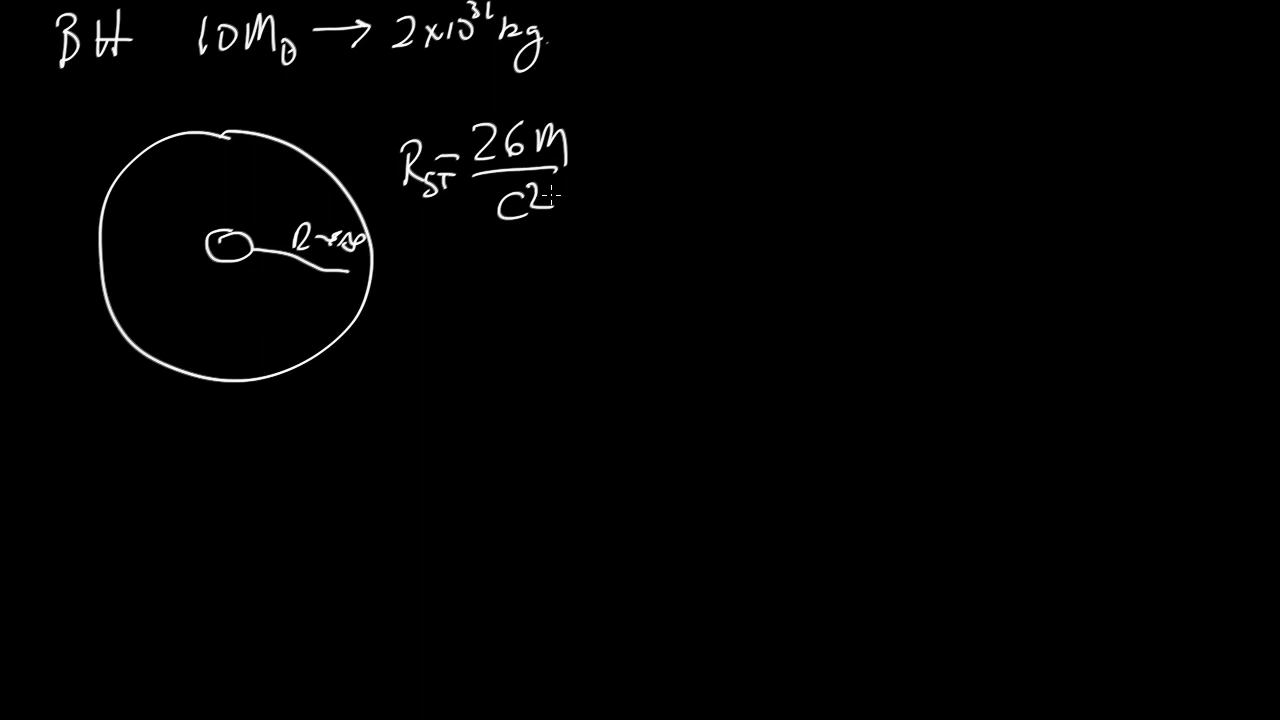 BH 10M⊙ → 2×10³¹ kg
R_ST = 2GM / c²
R